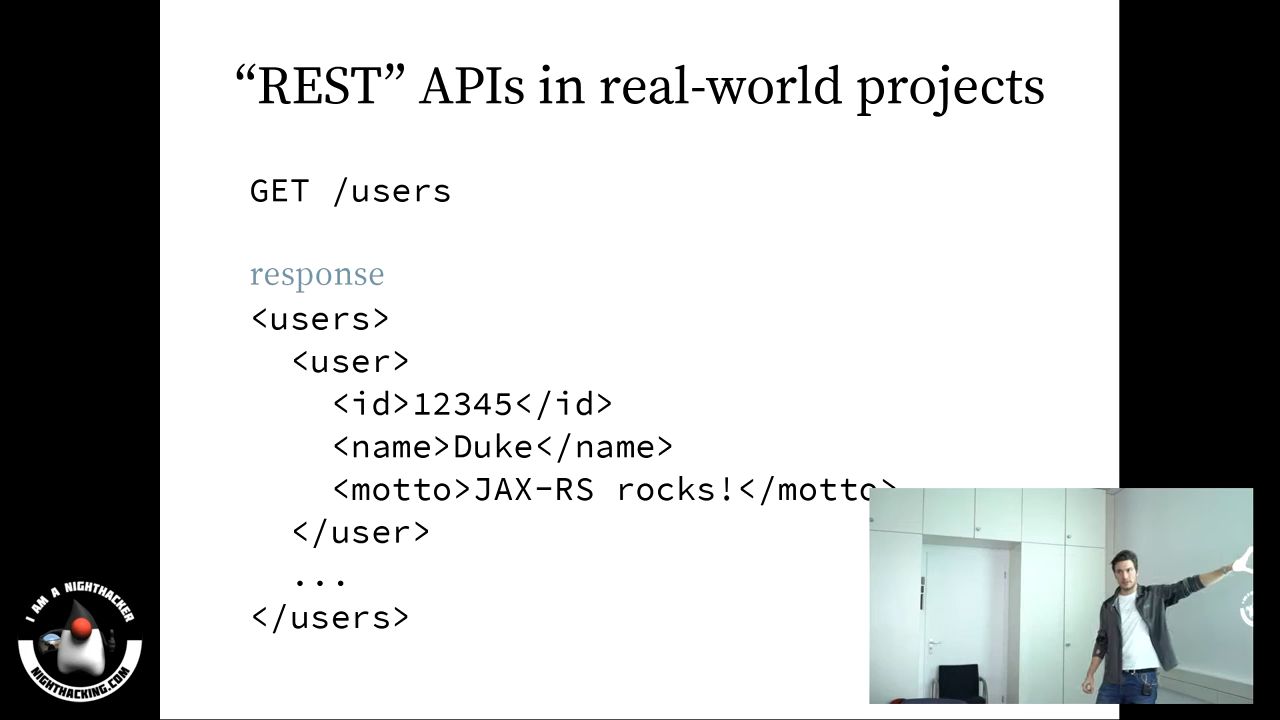 “REST” APIs in real-world projects
GET /users
response
<users>
<user>
<id>12345</id>
<name>Duke</name>
<motto>JAX-RS rocks!</motto>
</user>
...
</users>
I AM A NIGHTHACKER
NIGHTHACKING.COM